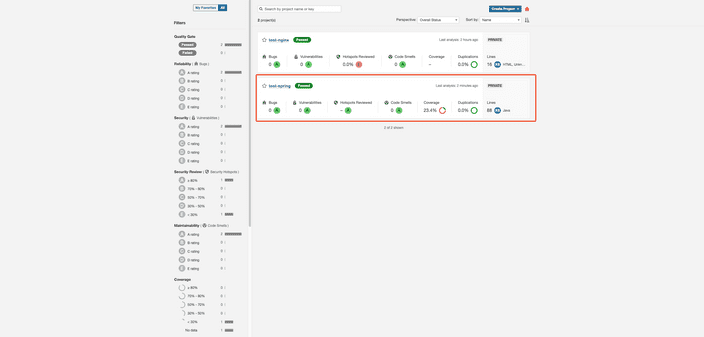 My Favorites All
Search by project name or key
Create Project
Filters
2 project(s)
Perspective: Overall Status
Sort by: Name
Quality Gate
Passed 2
Failed 0
Reliability ( Bugs )
A rating 2
B rating 0
C rating 0
D rating 0
E rating 0
Security ( Vulnerabilities )
A rating 2
B rating 0
C rating 0
D rating 0
E rating 0
Security Review ( Security Hotspots )
≥ 80% 1
70% - 80% 0
50% - 70% 0
30% - 50% 0
< 30% 1
Maintainability ( Code Smells )
A rating 2
B rating 0
C rating 0
D rating 0
E rating 0
Coverage
≥ 80% 0
70% - 80% 0
50% - 70% 0
30% - 50% 0
< 30% 1
No data 1
test-nginx Passed
Last analysis: 2 hours ago
PRIVATE
Bugs Vulnerabilities Hotspots Reviewed Code Smells Coverage Duplications Lines
0 A 0 A 0.0% E 0 A – 0.0% 16 XS HTML,
test-spring Passed
Last analysis: 2 minutes ago
PRIVATE
Bugs Vulnerabilities Hotspots Reviewed Code Smells Coverage Duplications Lines
0 A 0 A – A 0 A 23.4% 0.0% 88 XS Java
2 of 2 shown